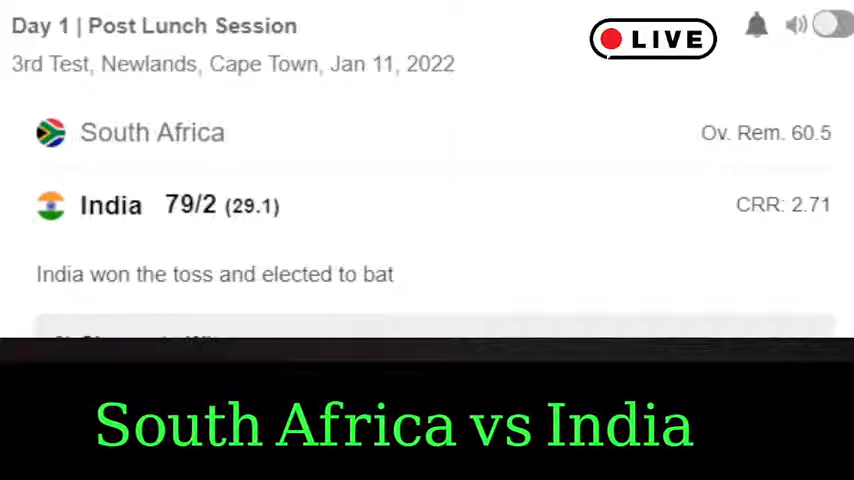 Day 1 | Post Lunch Session
LIVE
3rd Test, Newlands, Cape Town, Jan 11, 2022
South Africa
Ov. Rem. 60.5
India 79/2 (29.1)
CRR: 2.71
India won the toss and elected to bat
South Africa vs India